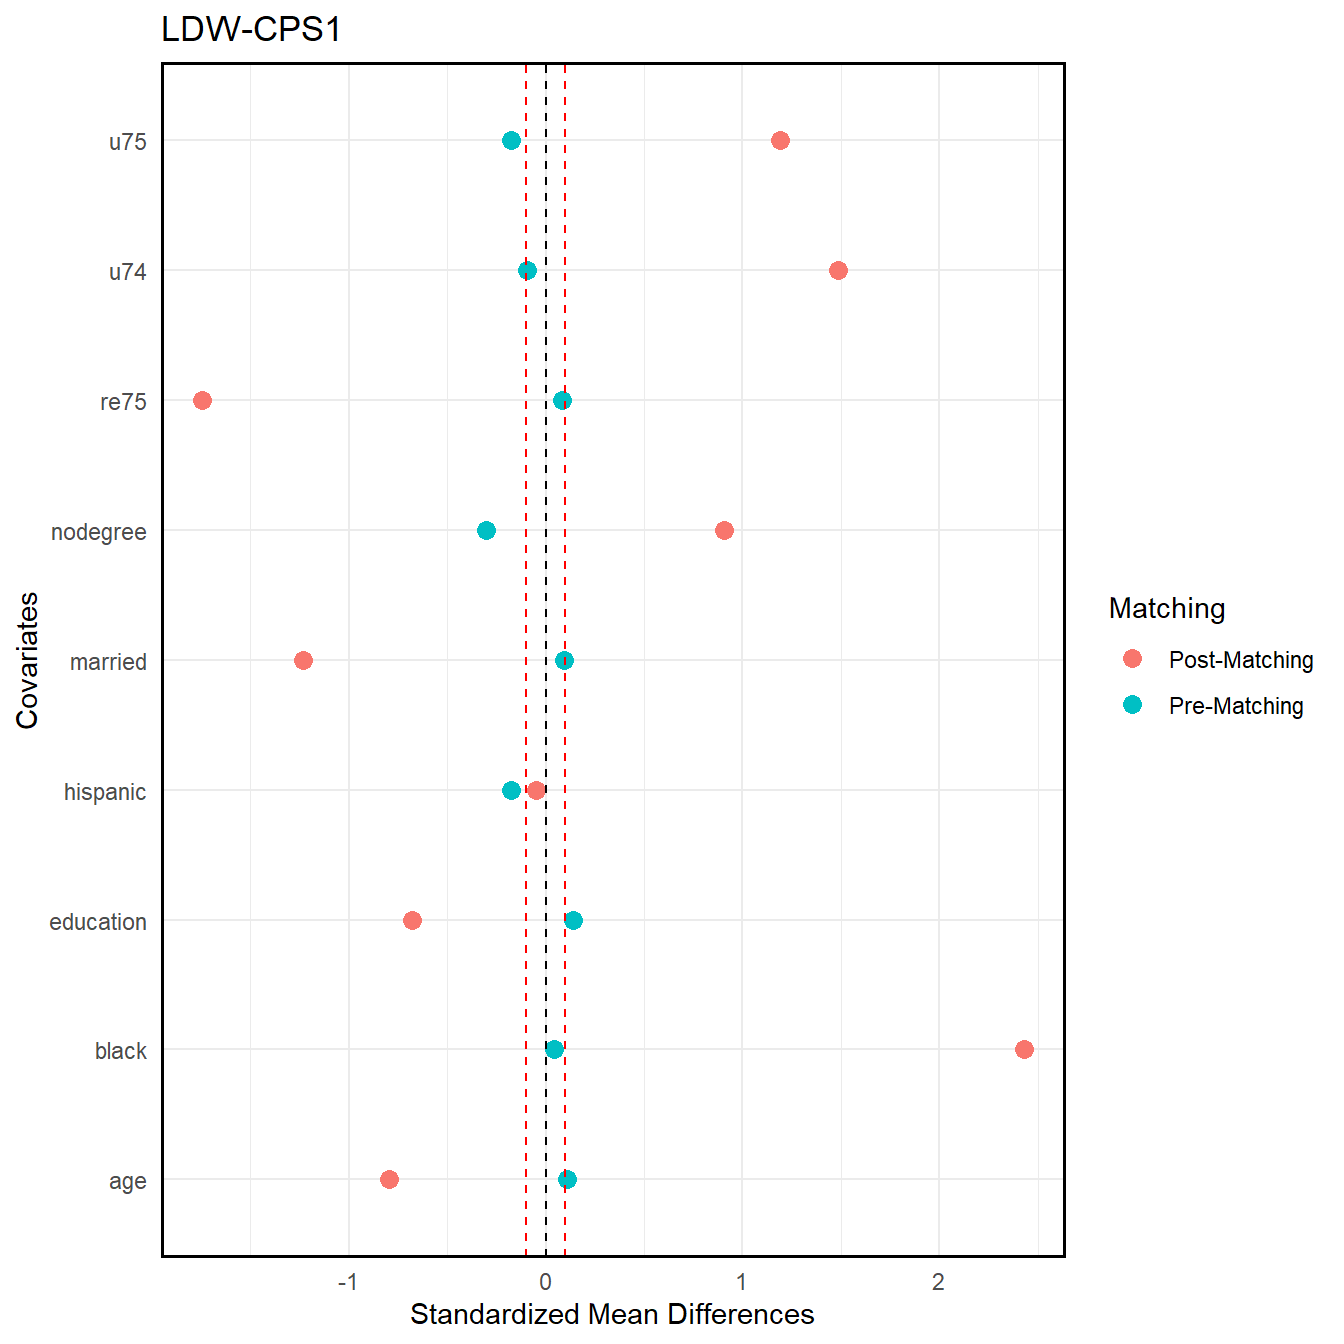 LDW-CPS1
u75
u74
re75
nodegree
married
hispanic
education
black
age
Covariates
-1
0
1
2
Standardized Mean Differences
Matching
Post-Matching
Pre-Matching